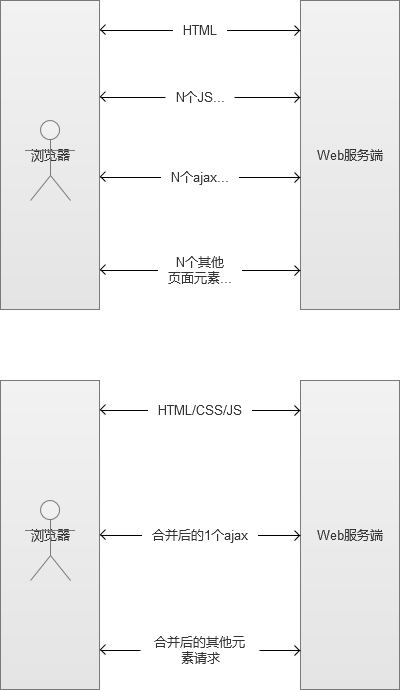 HTML
N个JS...
浏览器
Web服务端
N个ajax...
N个其他
页面元素...
HTML/CSS/JS
浏览器
合并后的1个ajax
Web服务端
合并后的其他元
素请求